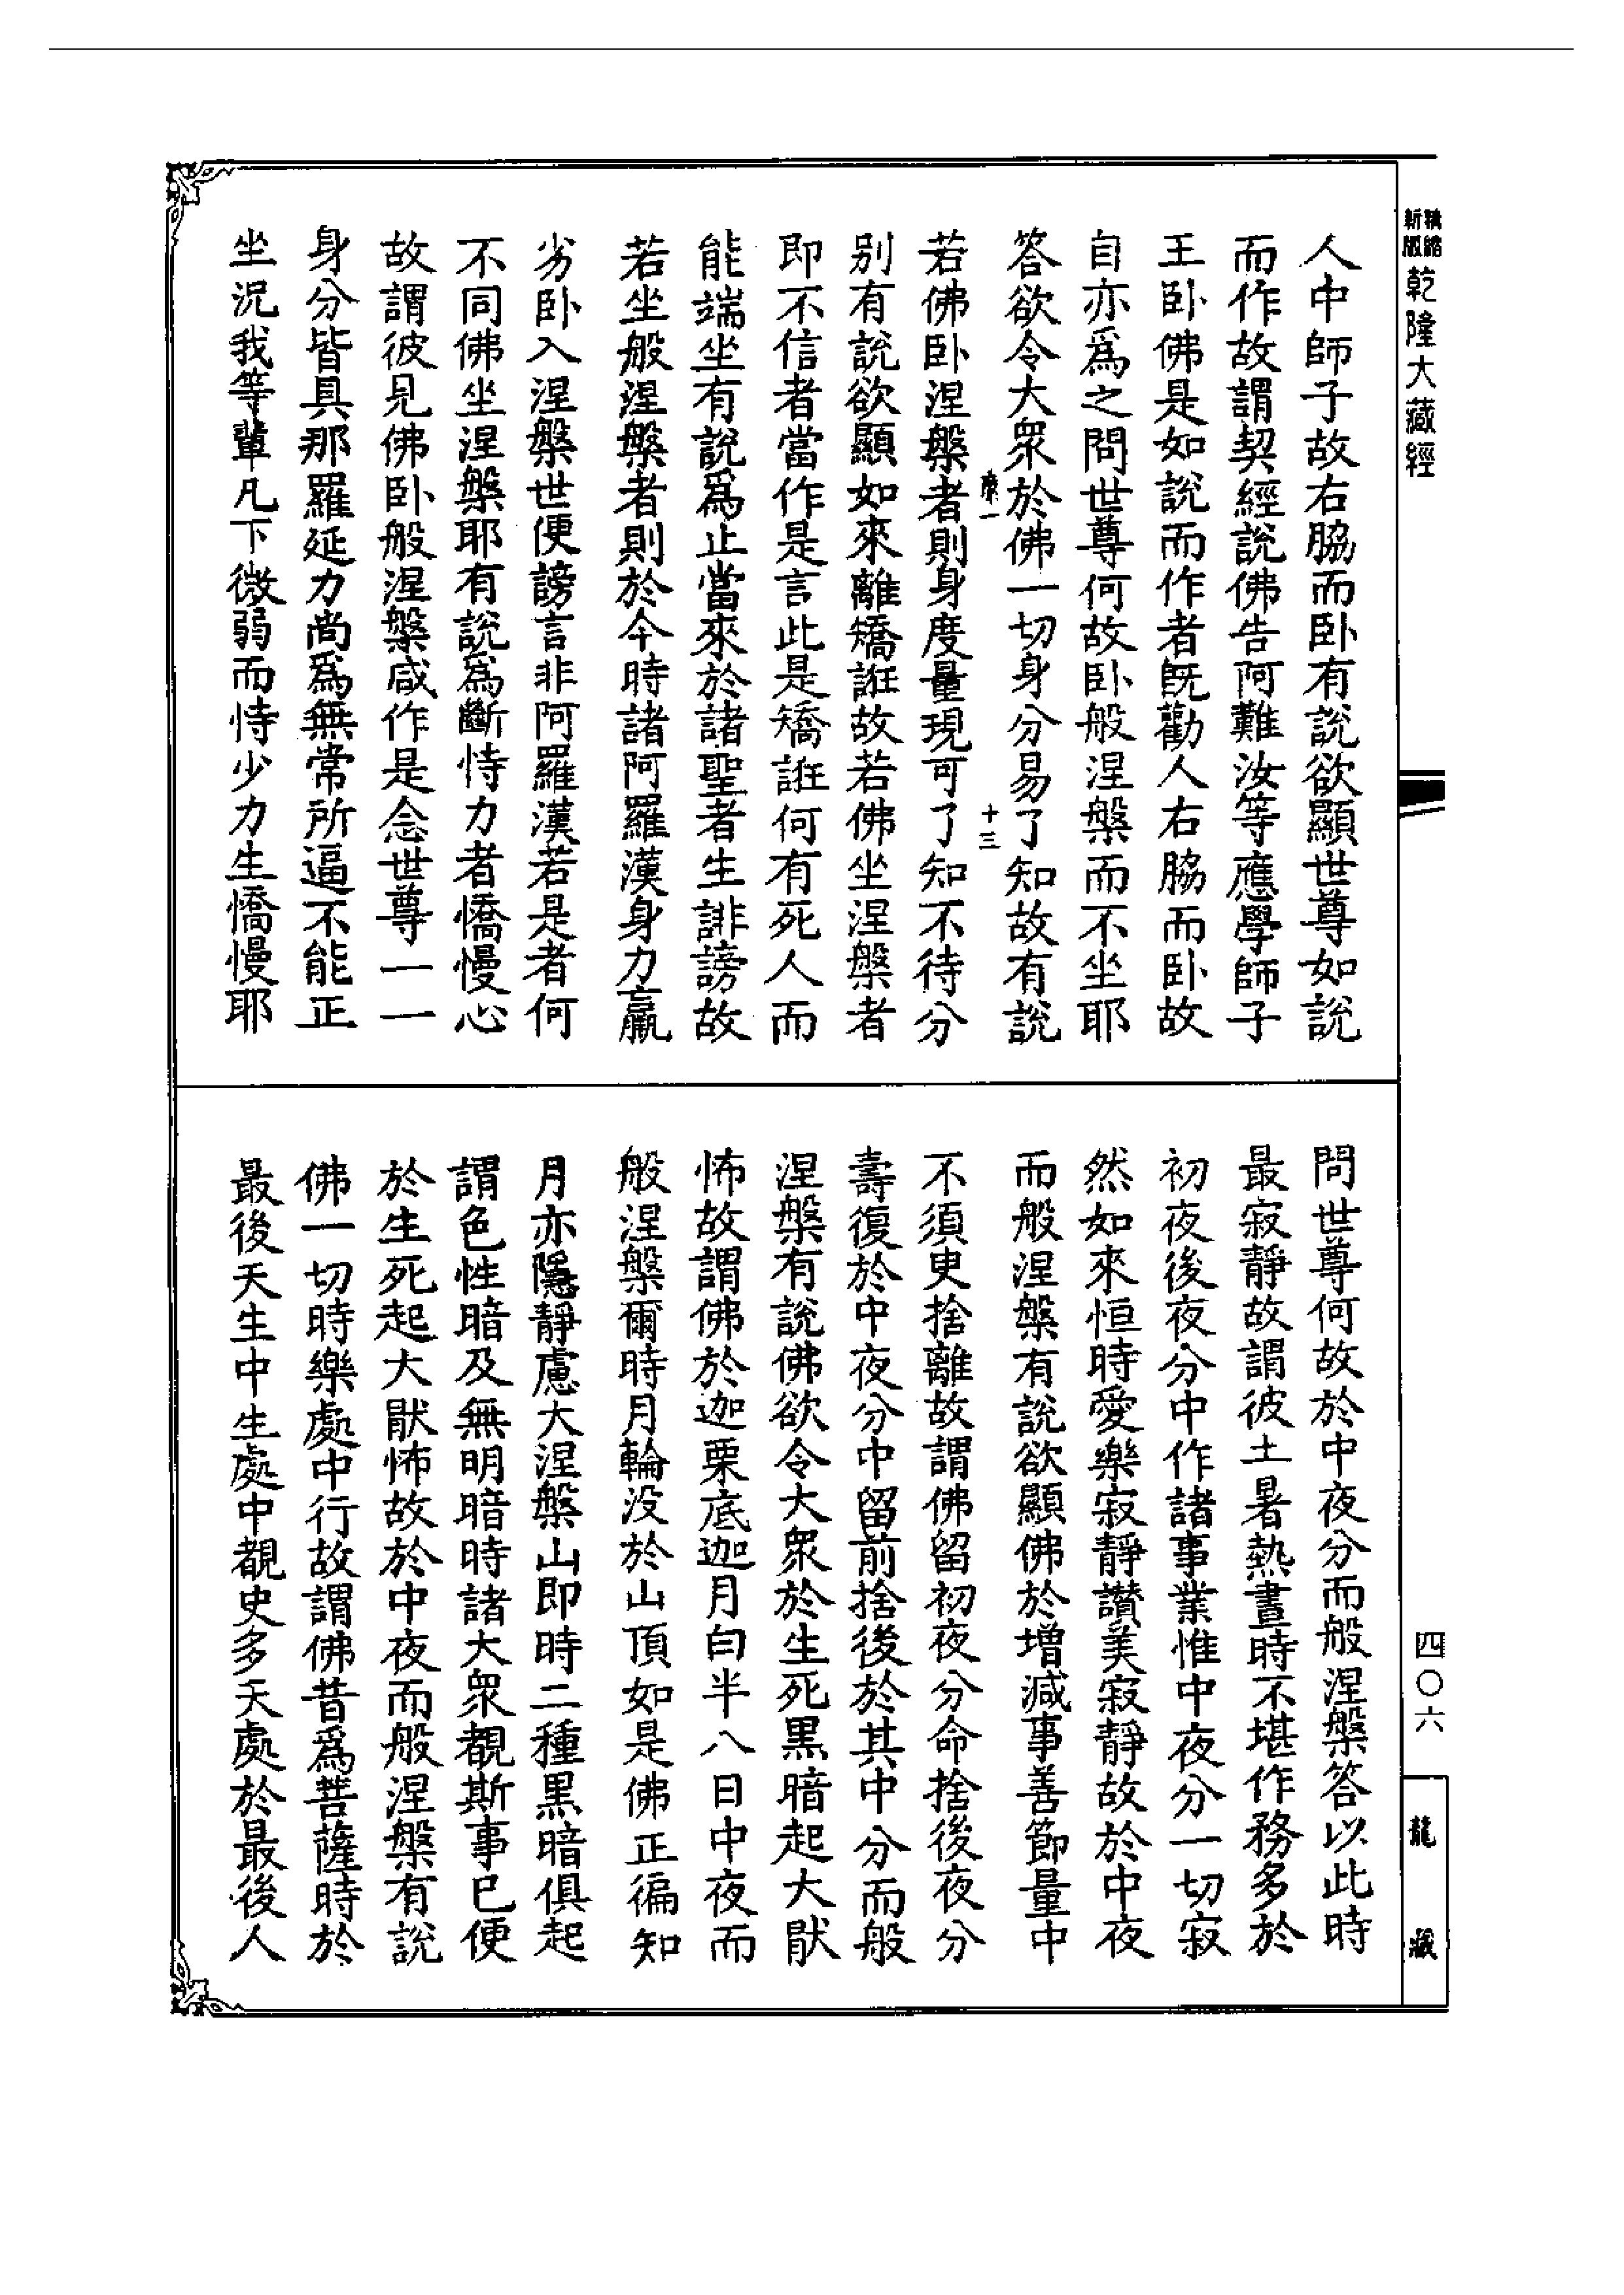 精縮新版乾隆大藏經
四〇六
龍藏
人中師子故右脇而卧有說欲顯世尊如說
而作故謂契經說佛告阿難汝等應學師子
王卧佛是如說而作者既勸人右脇而卧故
自亦爲之問世尊何故卧般涅槃而不坐耶
答欲令大衆於佛一切身分易了知故有說
十三
若佛卧涅槃者則身度量現可了知不待分
別有說欲顯如來離矯誑故若佛坐涅槃者
即不信者當作是言此是矯誑何有死人而
能端坐有說爲止當來於諸聖者生誹謗故
若坐般涅槃者則於今時諸阿羅漢身力羸
劣卧入涅槃世便謗言非阿羅漢若是者何
不同佛坐涅槃耶有說爲斷恃力者憍慢心
故謂彼見佛卧般涅槃咸作是念世尊一一
身分皆具那羅延力尚爲無常所逼不能正
坐況我等輩凡下微弱而恃少力生憍慢耶
問世尊何故於中夜分而般涅槃答以此時
最寂靜故謂彼土暑熱晝時不堪作務多於
初夜後夜分中作諸事業惟中夜分一切寂
然如來恒時愛樂寂靜讚美寂靜故於中夜
而般涅槃有說欲顯佛於增減事善節量中
不須臾捨離故謂佛留初夜分命捨後夜分
壽復於中夜分中留前捨後於其中分而般
涅槃有說佛欲令大衆於生死黑暗起大猒
怖故謂佛於迦栗底迦月白半八日中夜而
般涅槃爾時月輪没於山頂如是佛正徧知
月亦隱靜慮大涅槃山即時二種黑暗俱起
謂色性暗及無明暗時諸大衆覩斯事已便
於生死起大猒怖故於中夜而般涅槃有說
佛一切時樂處中行故謂佛昔爲菩薩時於
最後天生中生處中覩史多天處於最後人